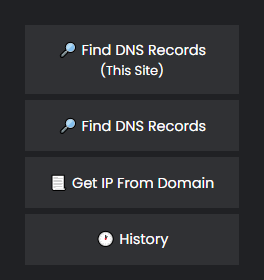 🔎 Find DNS Records
(This Site)
🔎 Find DNS Records
📃 Get IP From Domain
🕐 History